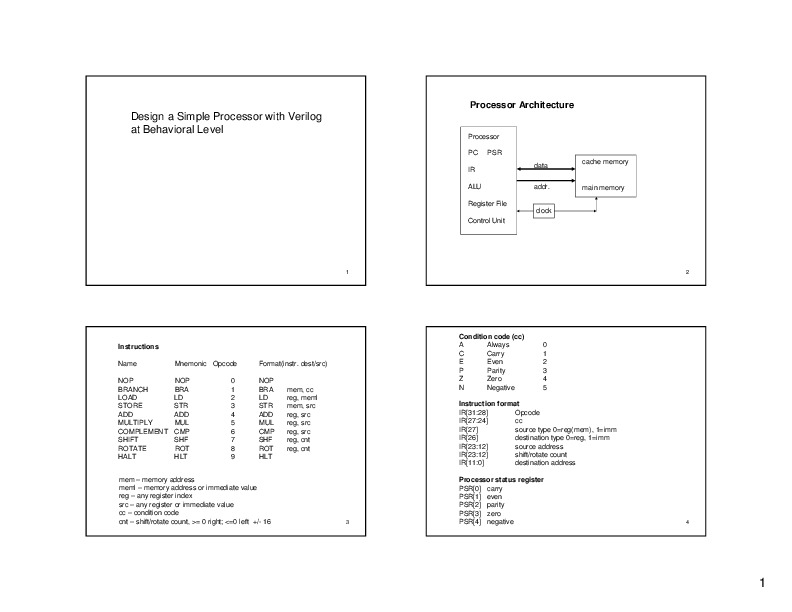 Design a Simple Processor with Verilog
at Behavioral Level
1
Processor Architecture
Processor
PC PSR
IR
ALU
Register File
Control Unit
data
addr.
clock
cache memory
main memory
2
Instructions
Name Mnemonic Opcode Format(instr. dest/src)
NOP NOP 0 NOP
BRANCH BRA 1 BRA mem, cc
LOAD LD 2 LD reg, meml
STORE STR 3 STR mem, src
ADD ADD 4 ADD reg, src
MULTIPLY MUL 5 MUL reg, src
COMPLEMENT CMP 6 CMP reg, src
SHIFT SHF 7 SHF reg, cnt
ROTATE ROT 8 ROT reg, cnt
HALT HLT 9 HLT
mem – memory address
meml – memory address or immediate value
reg – any register index
src – any register or immediate value
cc – condition code
cnt – shift/rotate count, >= 0 right; <=0 left +/- 16
3
Condition code (cc)
A Always 0
C Carry 1
E Even 2
P Parity 3
Z Zero 4
N Negative 5
Instruction format
IR[31:28] Opcode
IR[27:24] cc
IR[27] source type 0=reg(mem), 1=imm
IR[26] destination type 0=reg, 1=imm
IR[23:12] source address
IR[23:12] shift/rotate count
IR[11:0] destination address
Processor status register
PSR[0] carry
PSR[1] even
PSR[2] parity
PSR[3] zero
PSR[4] negative
4
1